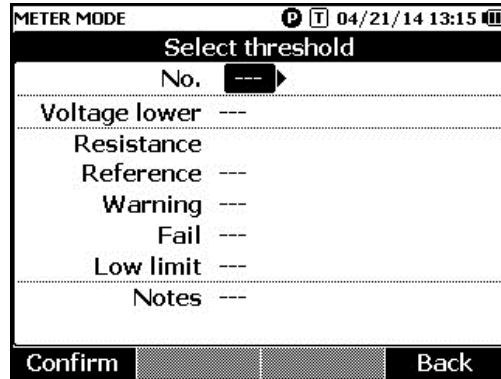 METER MODE P T 04/21/14 13:15
Select threshold
No. ---
Voltage lower ---
Resistance
Reference ---
Warning ---
Fail ---
Low limit ---
Notes ---
Confirm Back